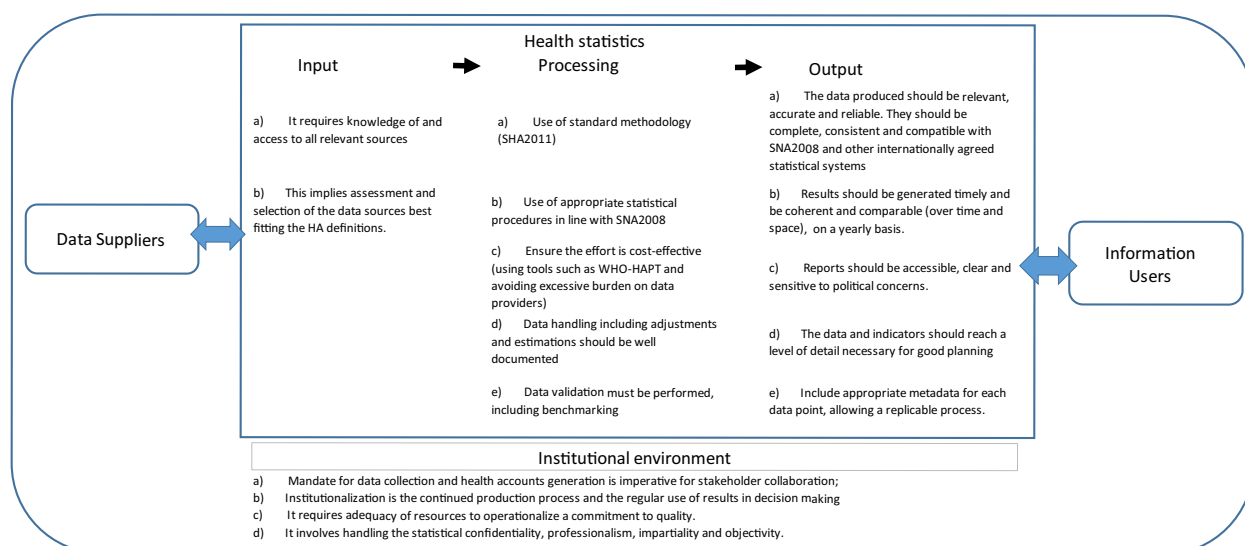 Health statistics
Input
Processing
Output
a) It requires knowledge of and
access to all relevant sources
b) This implies assessment and
selection of the data sources best
fitting the HA definitions.
a) Use of standard methodology
(SHA2011)
b) Use of appropriate statistical
procedures in line with SNA2008
c) Ensure the effort is cost-effective
(using tools such as WHO-HAPT and
avoiding excessive burden on data
providers)
d) Data handling including adjustments
and estimations should be well
documented
e) Data validation must be performed,
including benchmarking
a) The data produced should be relevant,
accurate and reliable. They should be
complete, consistent and compatible with
SNA2008 and other internationally agreed
statistical systems
b) Results should be generated timely and
be coherent and comparable (over time and
space), on a yearly basis.
c) Reports should be accessible, clear and
sensitive to political concerns.
d) The data and indicators should reach a
level of detail necessary for good planning
e) Include appropriate metadata for each
data point, allowing a replicable process.
Data Suppliers
Information
Users
Institutional environment
a) Mandate for data collection and health accounts generation is imperative for stakeholder collaboration;
b) Institutionalization is the continued production process and the regular use of results in decision making
c) It requires adequacy of resources to operationalize a commitment to quality.
d) It involves handling the statistical confidentiality, professionalism, impartiality and objectivity.